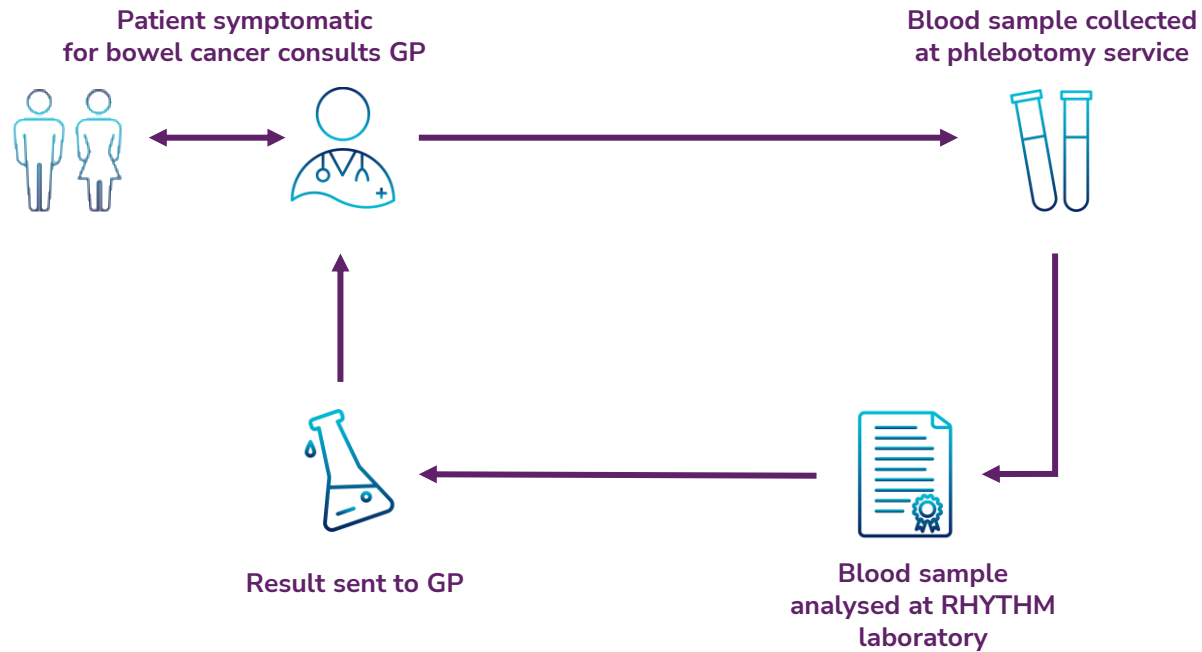 Patient symptomatic
for bowel cancer consults GP
Blood sample collected
at phlebotomy service
Result sent to GP
Blood sample
analysed at RHYTHM
laboratory